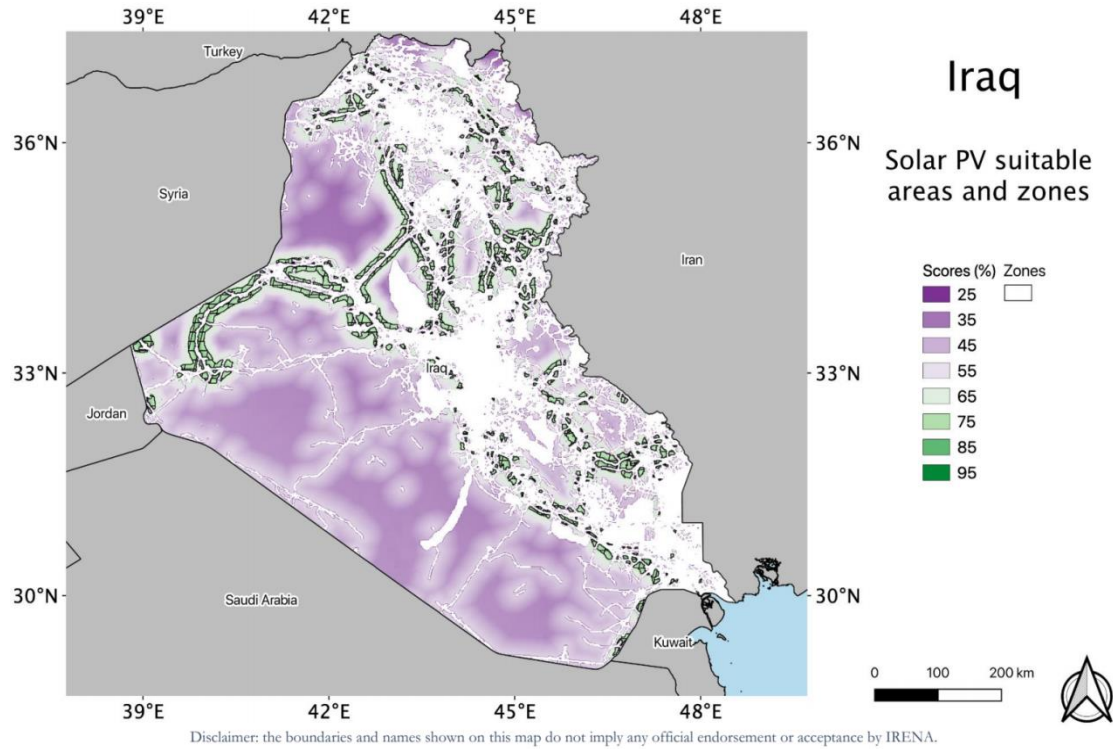 39°E 42°E 45°E 48°E
Turkey
Iraq
36°N 36°N
Solar PV suitable
areas and zones
Syria
Iran
Scores (%) Zones
25
35
45
55
65
75
85
95
33°N 33°N
Iraq
Jordan
30°N 30°N
Saudi Arabia
Kuwait
0 100 200 km
39°E 42°E 45°E 48°E
Disclaimer: the boundaries and names shown on this map do not imply any official endorsement or acceptance by IRENA.